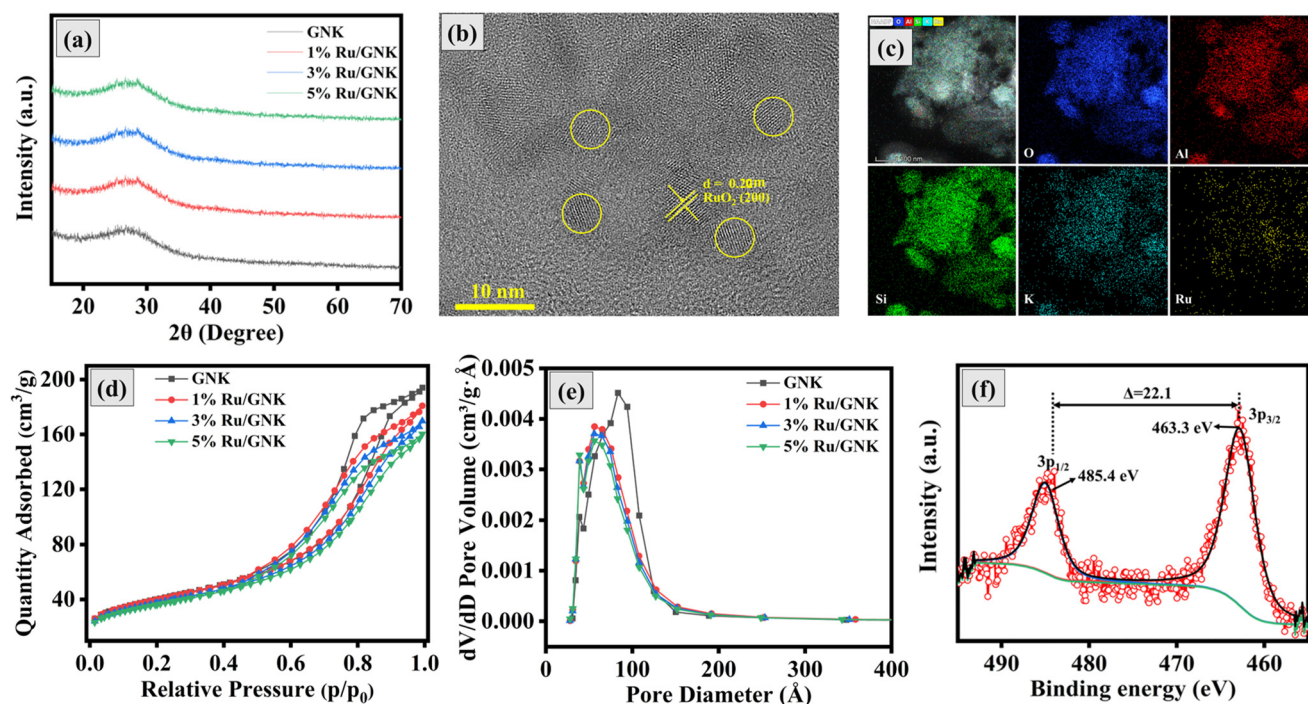 (a)
GNK
1% Ru/GNK
3% Ru/GNK
5% Ru/GNK
Intensity (a.u.)
20 30 40 50 60 70
2θ (Degree)
(b)
RuO₂ (200)
10 nm
(c)
O
Al
Si
K
Ru
(d)
GNK
1% Ru/GNK
3% Ru/GNK
5% Ru/GNK
Quantity Adsorbed (cm³/g)
200
160
120
80
40
0.0 0.2 0.4 0.6 0.8 1.0
Relative Pressure (p/p₀)
(e)
GNK
1% Ru/GNK
3% Ru/GNK
5% Ru/GNK
dV/dD Pore Volume (cm³/g·Å)
0.005
0.004
0.003
0.002
0.001
0.000
0 50 100 150 200 250 300 350 400
Pore Diameter (Å)
(f)
Δ=22.1
3p₃/₂
463.3 eV
3p₁/₂
485.4 eV
Intensity (a.u.)
490 480 470 460
Binding energy (eV)